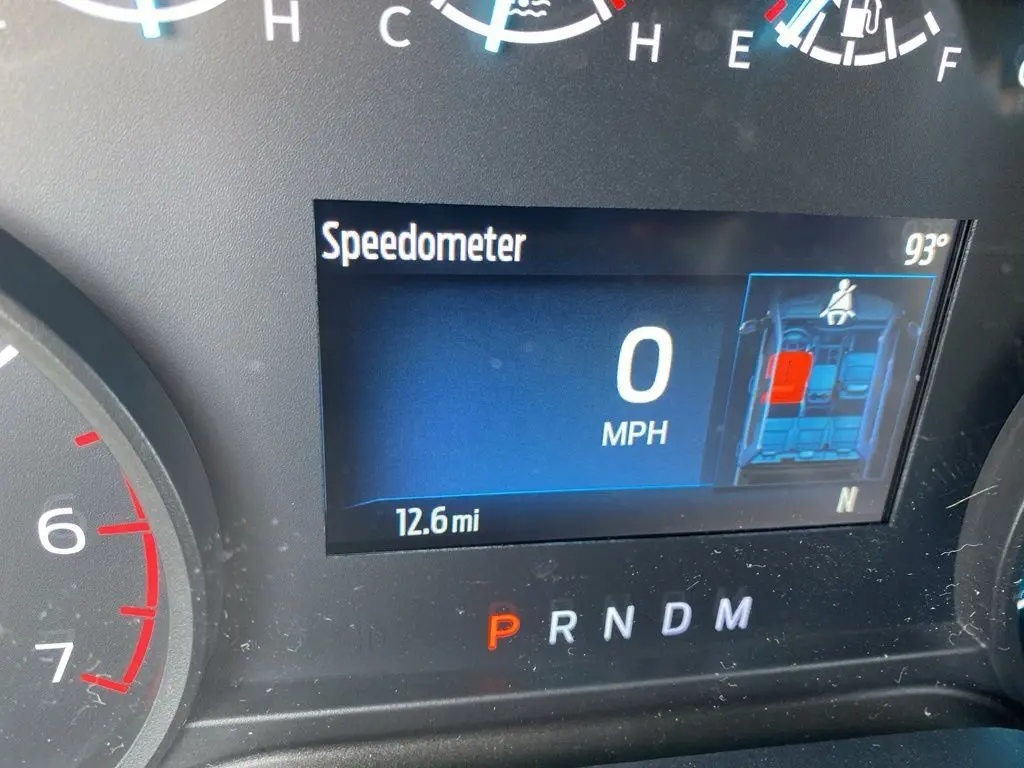 H C H E F
Speedometer 93°
0
MPH
12.6 mi N
6
P R N D M
7